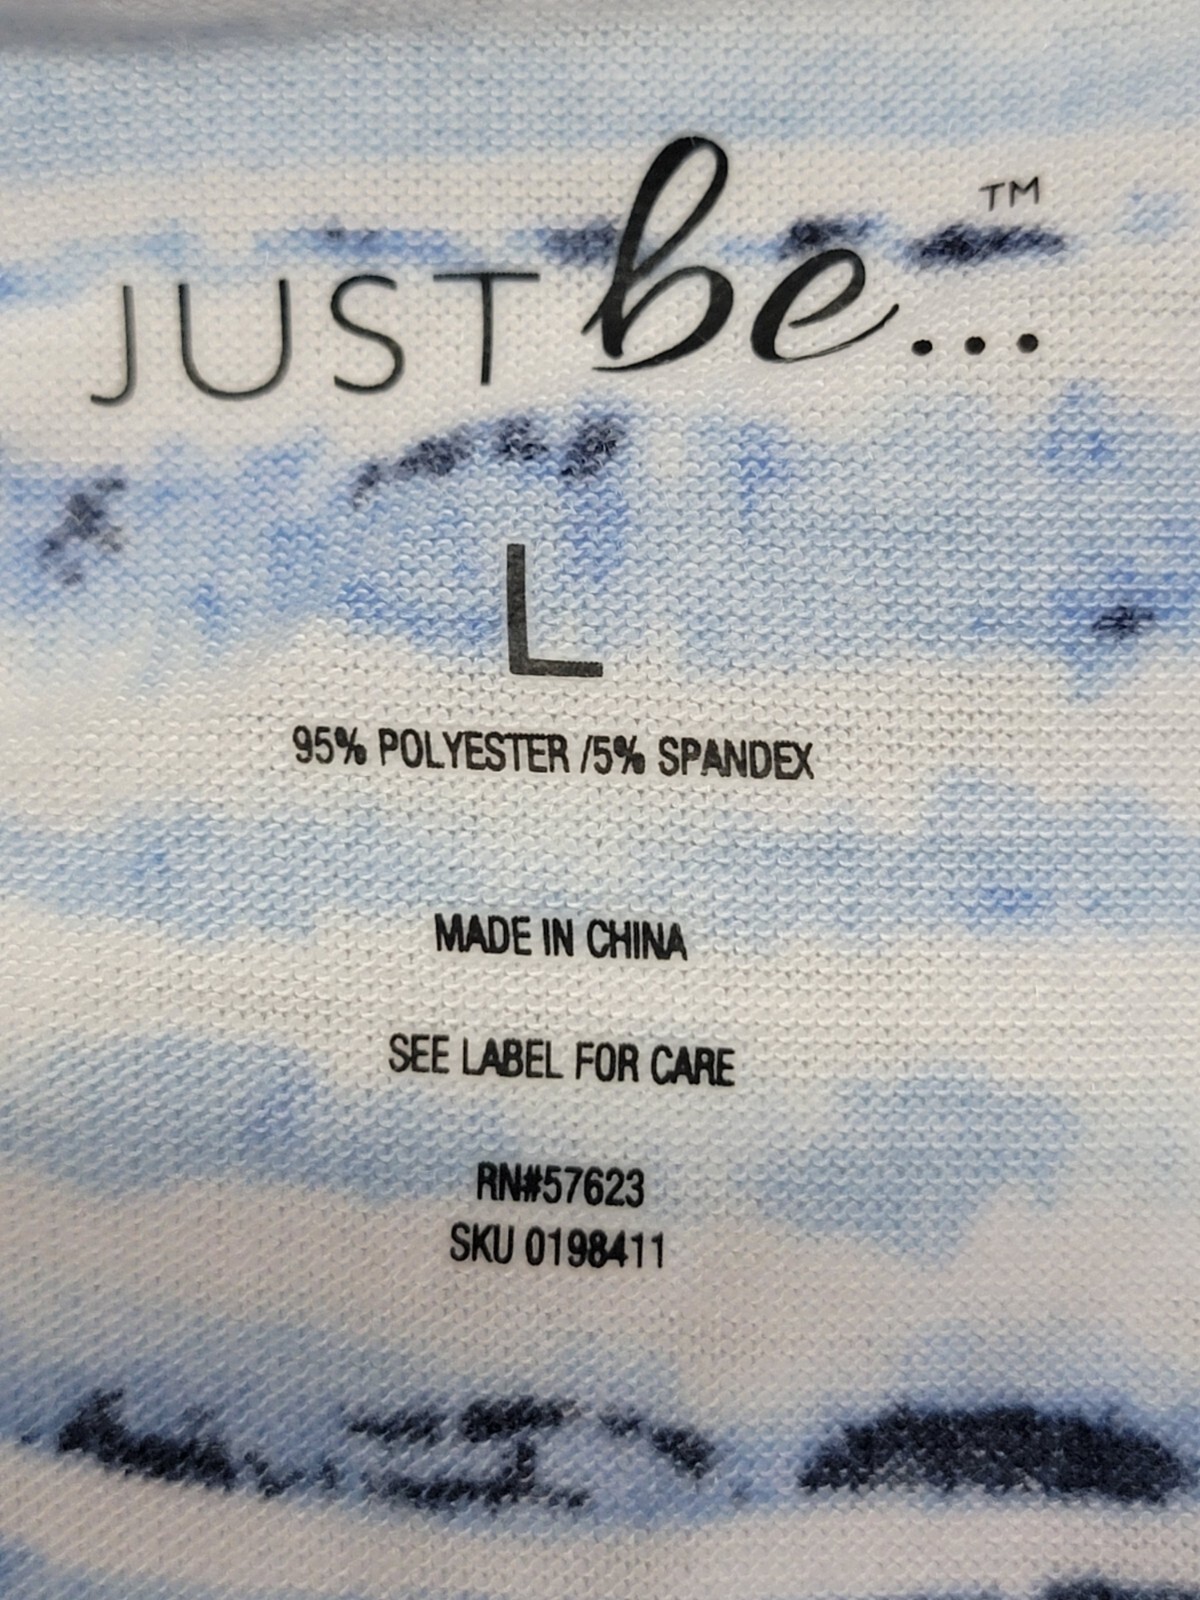 JUST be... ™
L
95% POLYESTER /5% SPANDEX
MADE IN CHINA
SEE LABEL FOR CARE
RN#57623
SKU 0198411